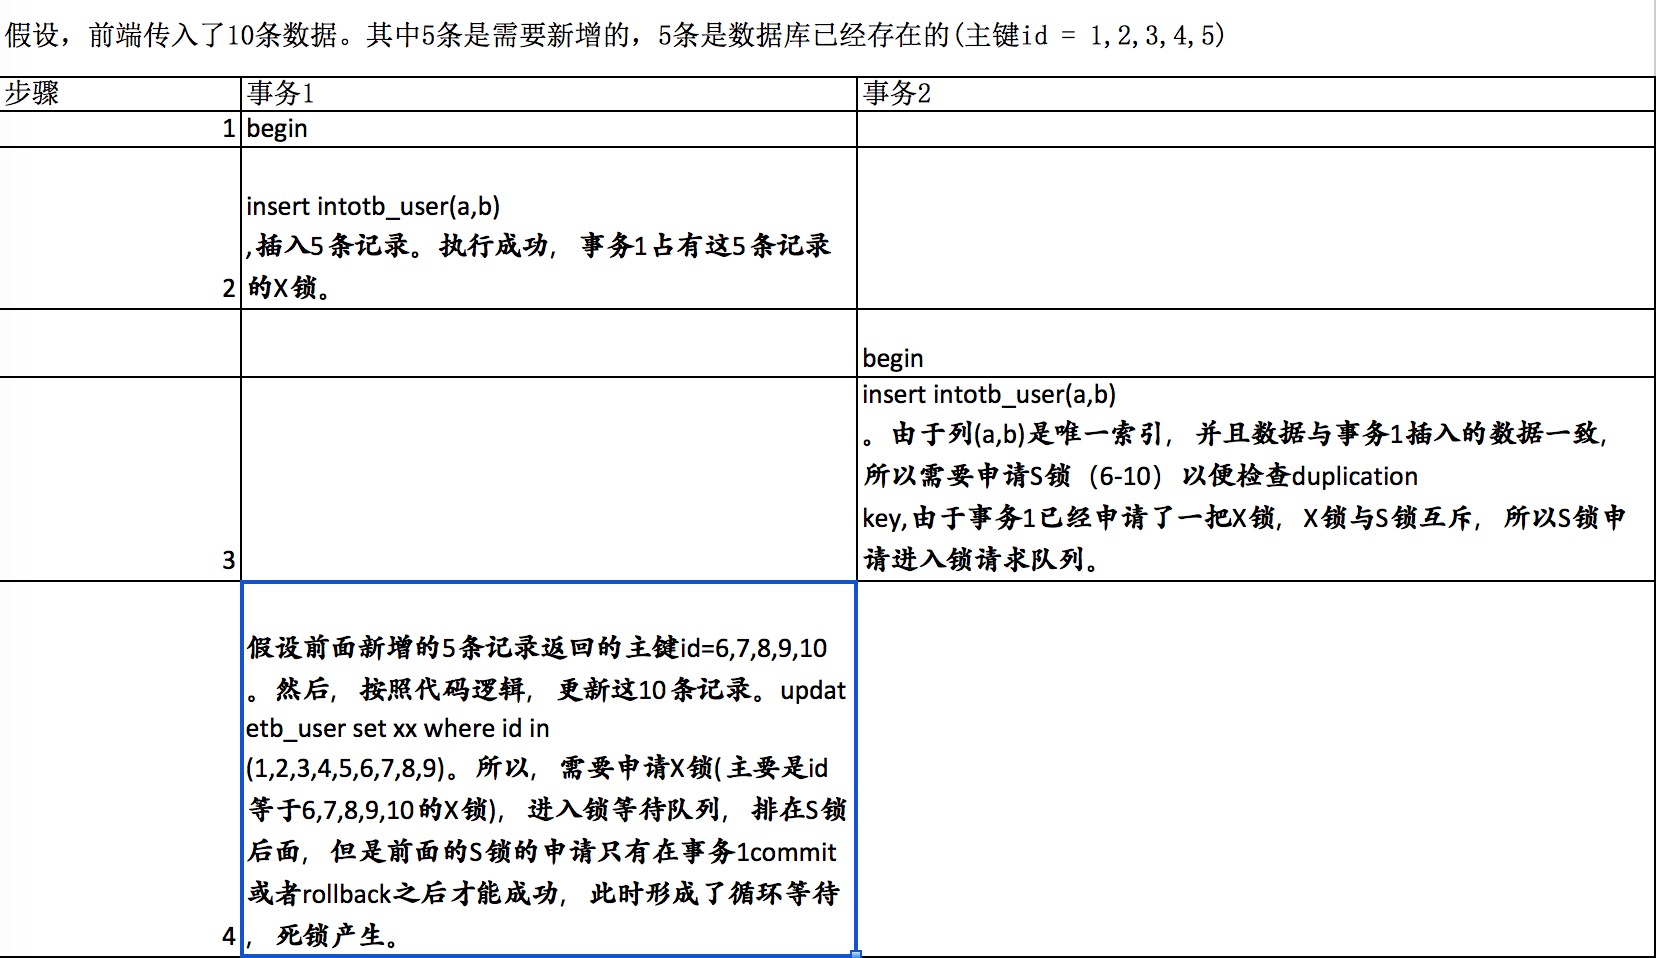 假设，前端传入了10条数据。其中5条是需要新增的，5条是数据库已经存在的(主键id = 1,2,3,4,5)
步骤 事务1 事务2
1 begin
insert intotb_user(a,b)
,插入5条记录。执行成功，事务1占有这5条记录
2 的X锁。
begin
insert intotb_user(a,b)
。由于列(a,b)是唯一索引，并且数据与事务1插入的数据一致，
所以需要申请S锁（6-10）以便检查duplication
key,由于事务1已经申请了一把X锁，X锁与S锁互斥，所以S锁申
3 请进入锁请求队列。
假设前面新增的5条记录返回的主键id=6,7,8,9,10
。然后，按照代码逻辑，更新这10条记录。updat
etb_user set xx where id in
(1,2,3,4,5,6,7,8,9)。所以，需要申请X锁(主要是id
等于6,7,8,9,10的X锁)，进入锁等待队列，排在S锁
后面，但是前面的S锁的申请只有在事务1commit
或者rollback之后才能成功，此时形成了循环等待
4 ，死锁产生。